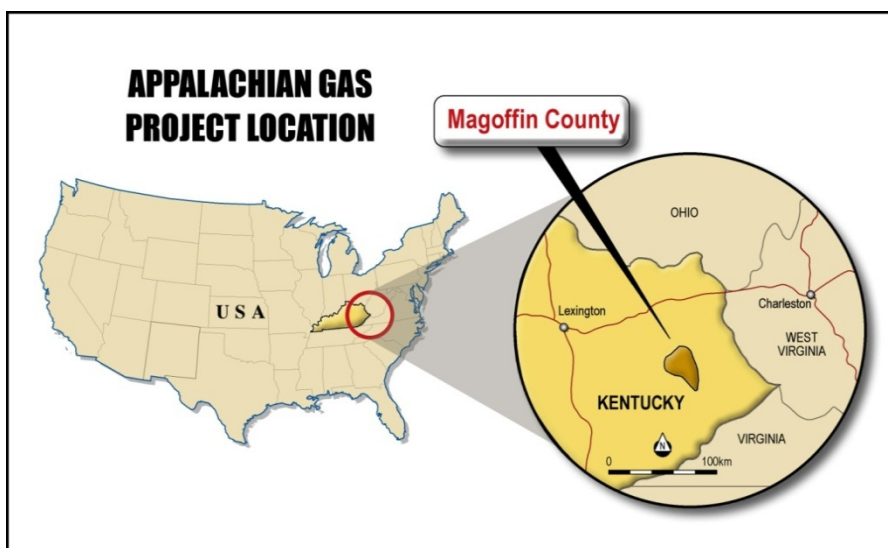 APPALACHIAN GAS
PROJECT LOCATION
Magoffin County
USA
OHIO
Lexington
Charleston
WEST
VIRGINIA
KENTUCKY
VIRGINIA
N
0
100km